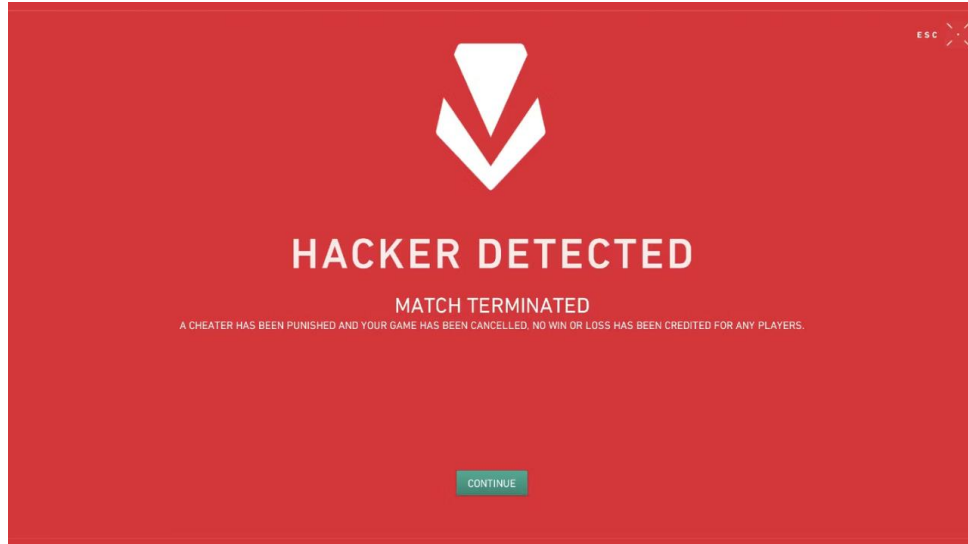 ESC
HACKER DETECTED
MATCH TERMINATED
A CHEATER HAS BEEN PUNISHED AND YOUR GAME HAS BEEN CANCELLED, NO WIN OR LOSS HAS BEEN CREDITED FOR ANY PLAYERS.
CONTINUE